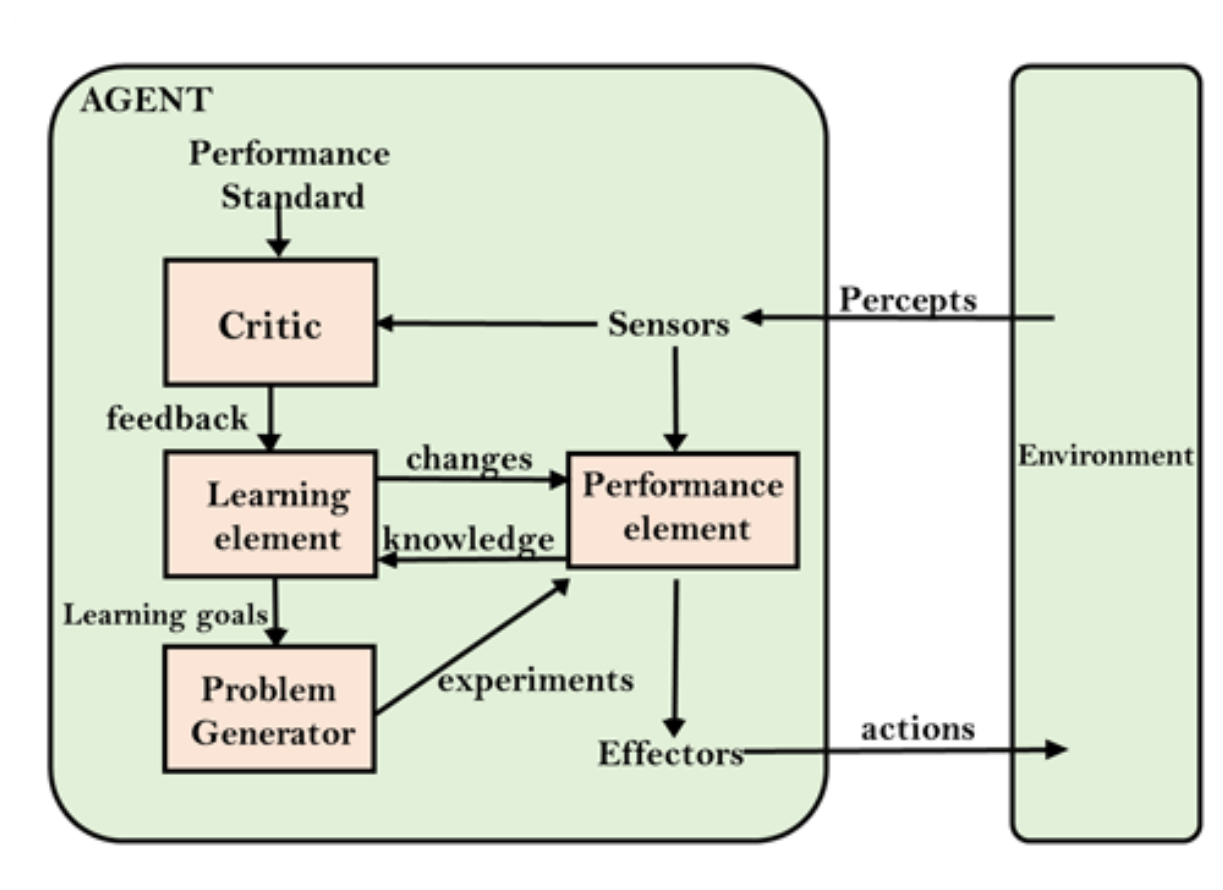 AGENT
Performance
Standard
Percepts
Critic
Sensors
feedback
changes
Environment
Learning
element
Performance
element
knowledge
Learning goals
Problem
Generator
experiments
actions
Effectors